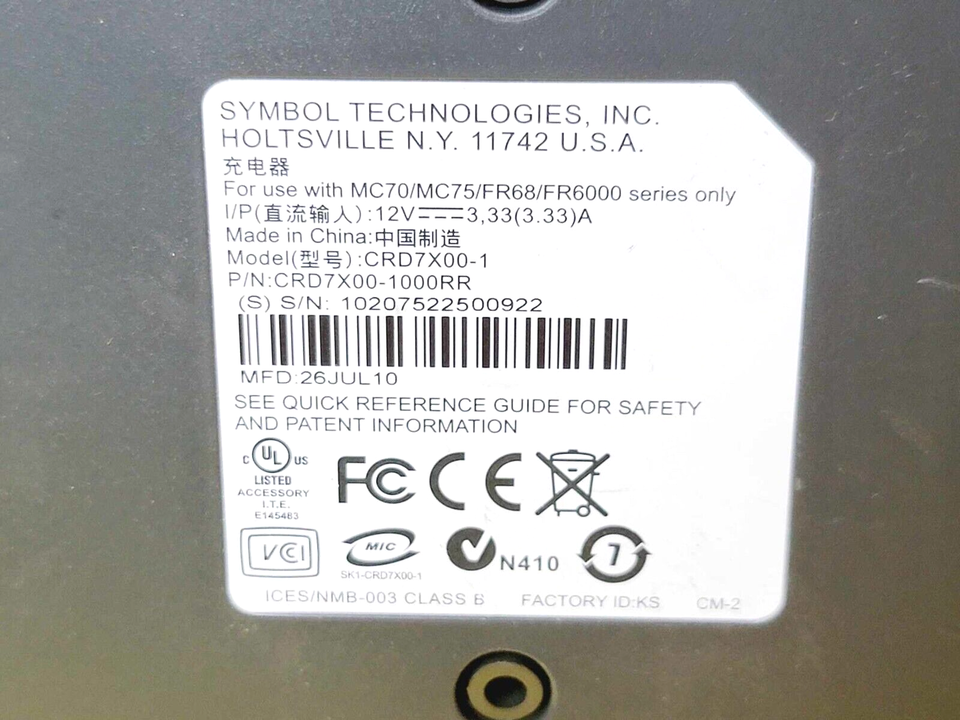 SYMBOL TECHNOLOGIES, INC.
HOLTSVILLE N.Y. 11742 U.S.A.
充电器
For use with MC70/MC75/FR68/FR6000 series only
I/P(直流输入):12V⎓3,33(3.33)A
Made in China:中国制造
Model(型号):CRD7X00-1
P/N:CRD7X00-1000RR
(S) S/N: 10207522500922
MFD:26JUL10
SEE QUICK REFERENCE GUIDE FOR SAFETY
AND PATENT INFORMATION
C UL US
LISTED
ACCESSORY
I.T.E.
E145483
FC CE
VCCI
MIC
SK1-CRD7X00-1
N410
7
ICES/NMB-003 CLASS B FACTORY ID:KS CM-2